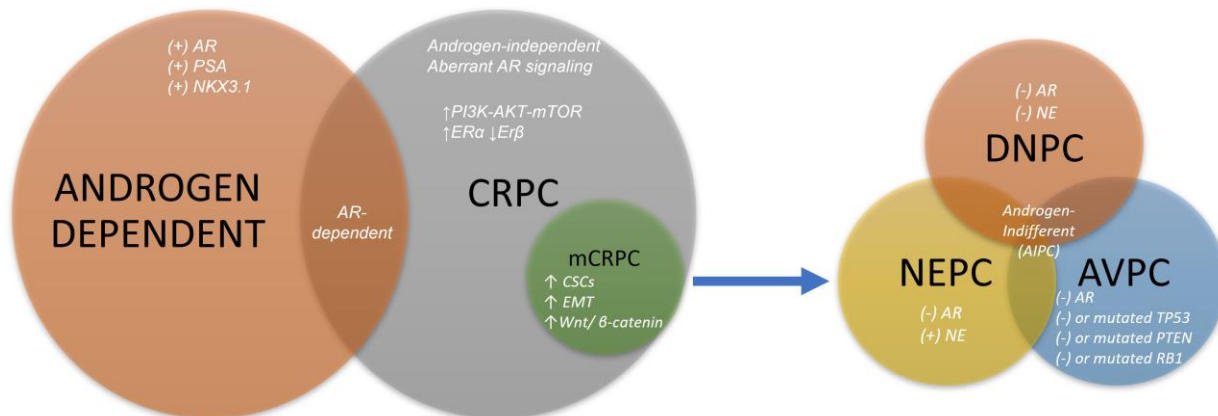 (+) AR
(+) PSA
(+) NKX3.1
ANDROGEN
DEPENDENT
AR-
dependent
Androgen-independent
Aberrant AR signaling
↑PI3K-AKT-mTOR
↑ERα ↓Erβ
CRPC
mCRPC
↑ CSCs
↑ EMT
↑Wnt/ β-catenin
(-) AR
(-) NE
DNPC
Androgen-
Indifferent
(AIPC)
NEPC
(-) AR
(+) NE
AVPC
(-) AR
(-) or mutated TP53
(-) or mutated PTEN
(-) or mutated RB1